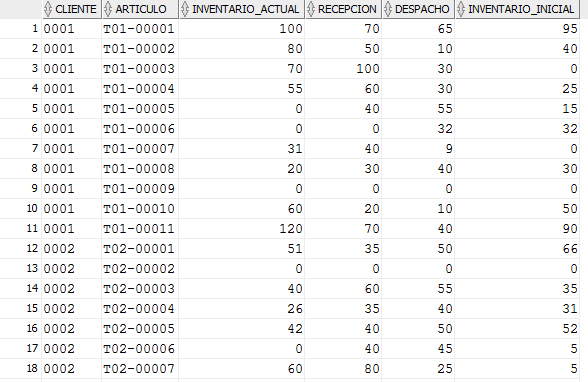 CLIENTE ARTICULO INVENTARIO_ACTUAL RECEPCION DESPACHO INVENTARIO_INICIAL
1 0001 T01-00001 100 70 65 95
2 0001 T01-00002 80 50 10 40
3 0001 T01-00003 70 100 30 0
4 0001 T01-00004 55 60 30 25
5 0001 T01-00005 0 40 55 15
6 0001 T01-00006 0 0 32 32
7 0001 T01-00007 31 40 9 0
8 0001 T01-00008 20 30 40 30
9 0001 T01-00009 0 0 0 0
10 0001 T01-00010 60 20 10 50
11 0001 T01-00011 120 70 40 90
12 0002 T02-00001 51 35 50 66
13 0002 T02-00002 0 0 0 0
14 0002 T02-00003 40 60 55 35
15 0002 T02-00004 26 35 40 31
16 0002 T02-00005 42 40 50 52
17 0002 T02-00006 0 40 45 5
18 0002 T02-00007 60 80 25 5